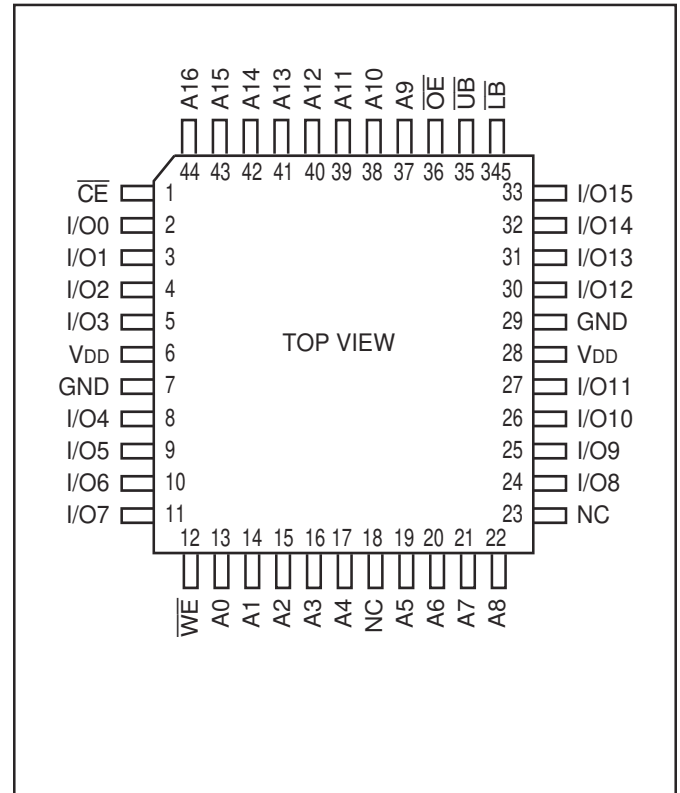 A16 A15 A14 A13 A12 A11 A10 A9 OE UB LB
44 43 42 41 40 39 38 37 36 35 345
CE 1 33 I/O15
I/O0 2 32 I/O14
I/O1 3 31 I/O13
I/O2 4 30 I/O12
I/O3 5 29 GND
VDD 6 TOP VIEW 28 VDD
GND 7 27 I/O11
I/O4 8 26 I/O10
I/O5 9 25 I/O9
I/O6 10 24 I/O8
I/O7 11 23 NC
12 13 14 15 16 17 18 19 20 21 22
WE A0 A1 A2 A3 A4 NC A5 A6 A7 A8